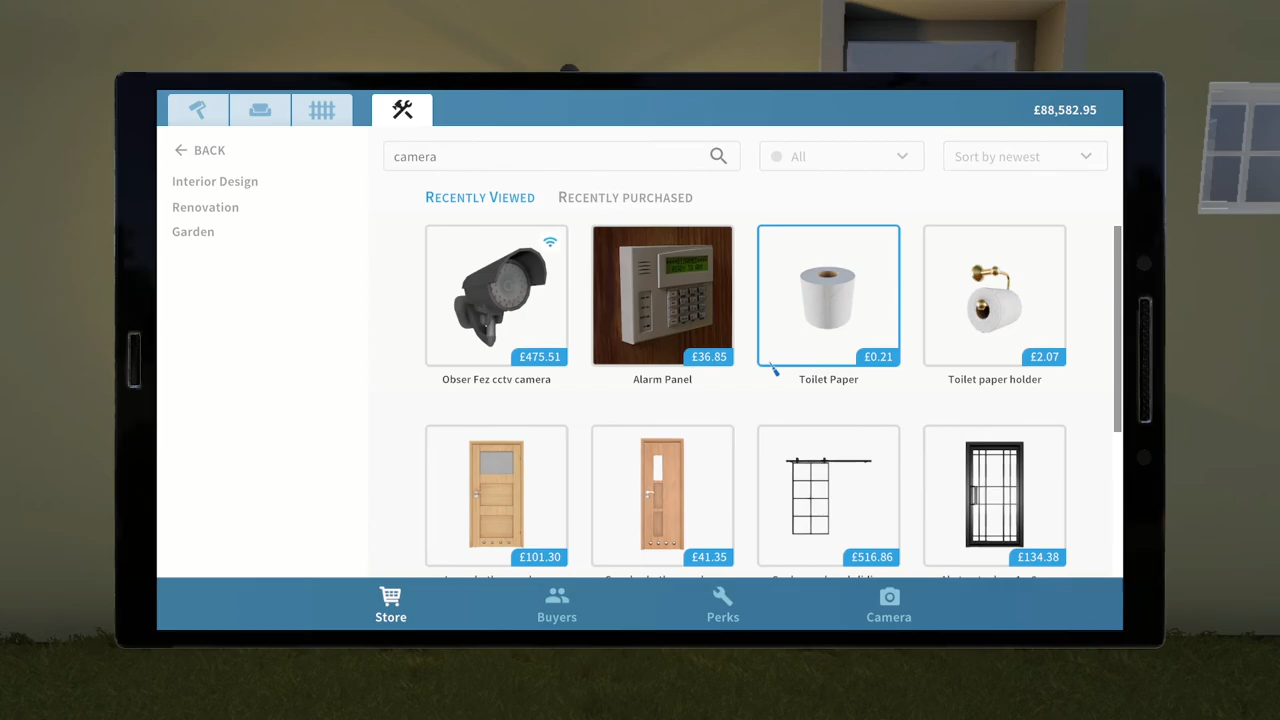 £88,582.95
BACK
camera
All
Sort by newest
Interior Design
Renovation
Garden
RECENTLY VIEWED
RECENTLY PURCHASED
£475.51
£36.85
£0.21
£2.07
Obser Fez cctv camera
Alarm Panel
Toilet Paper
Toilet paper holder
£101.30
£41.35
£516.86
£134.38
Store
Buyers
Perks
Camera